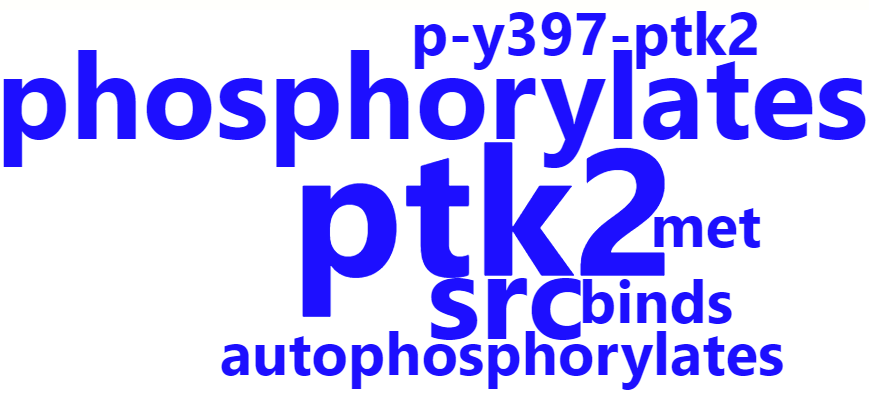 p-y397-ptk2
phosphorylates
ptk2
met
src
binds
autophosphorylates